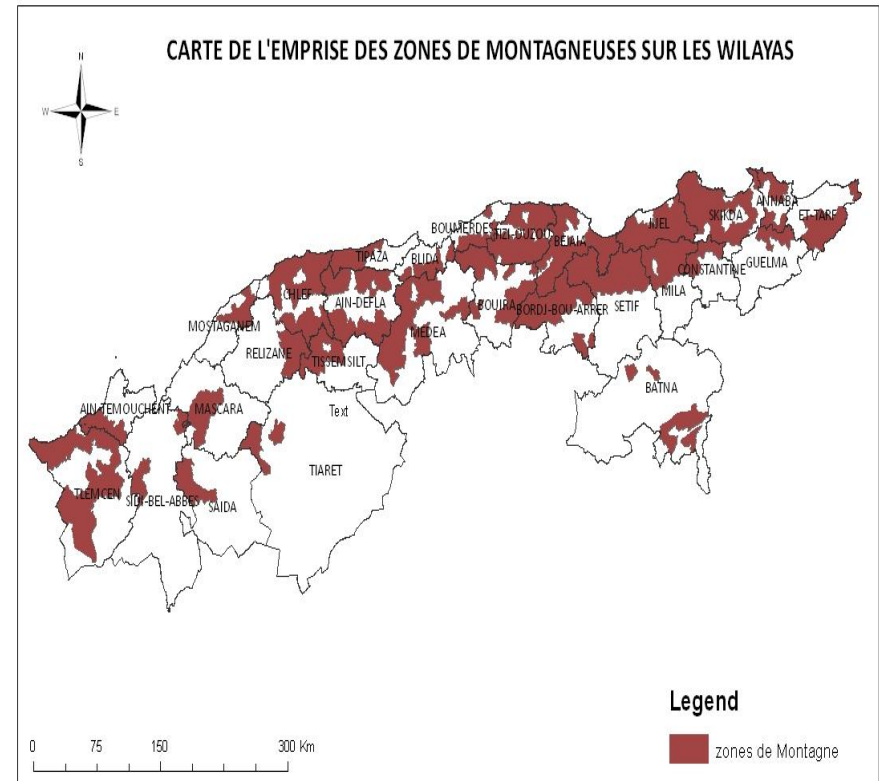 CARTE DE L'EMPRISE DES ZONES DE MONTAGNEUSES SUR LES WILAYAS
N
W
E
S
ANNABA
SKIKDA
ET-TARF
JIJEL
BOUMERDES
TIZI-OUZOU
BEJAIA
TIPAZA
BLIDA
GUELMA
CONSTANTINE
MILA
CHLEF
AIN-DEFLA
BOUIRA
BORDJ-BOU-ARRER
SETIF
MOSTAGANEM
MEDEA
RELIZANE
TISSEMSILT
BATNA
AIN-TEMOUCHENT
MASCARA
Text
TIARET
TLEMCEN
SIDI-BEL-ABBES
SAIDA
Legend
zones de Montagne
0 75 150 300 Km